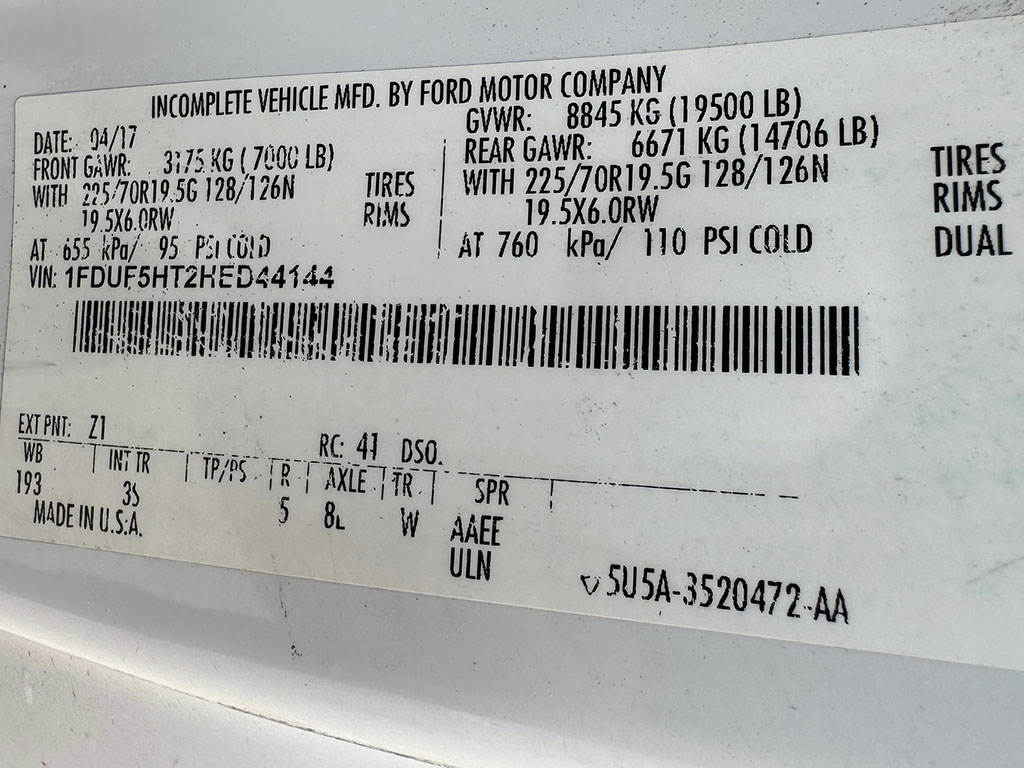 INCOMPLETE VEHICLE MFD. BY FORD MOTOR COMPANY
DATE: 04/17
GVWR: 8845 KG (19500 LB)
FRONT GAWR: 3175 KG ( 7000 LB)
REAR GAWR: 6671 KG (14706 LB)
WITH 225/70R19.5G 128/126N TIRES
WITH 225/70R19.5G 128/126N TIRES
19.5X6.0RW RIMS
19.5X6.0RW RIMS
AT 655 kPa/ 95 PSI COLD
AT 760 kPa/ 110 PSI COLD DUAL
VIN: 1FDUF5HT2HED44144
EXT PNT: Z1 RC: 41 DSO.
WB INT TR TP/PS R AXLE TR SPR
193 3S 5 8L W AAEE
MADE IN U.S.A. ULN
5U5A-3520472-AA